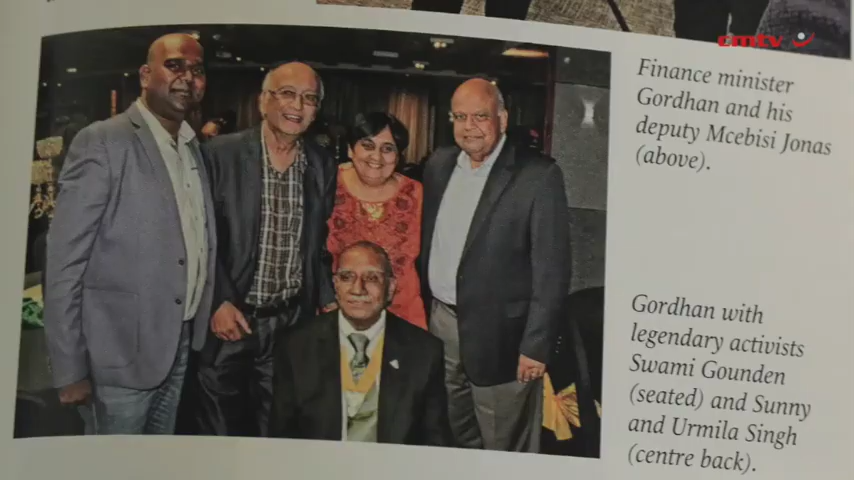 emtv
Finance minister
Gordhan and his
deputy Mcebisi Jonas
(above).
Gordhan with
legendary activists
Swami Gounden
(seated) and Sunny
and Urmila Singh
(centre back).